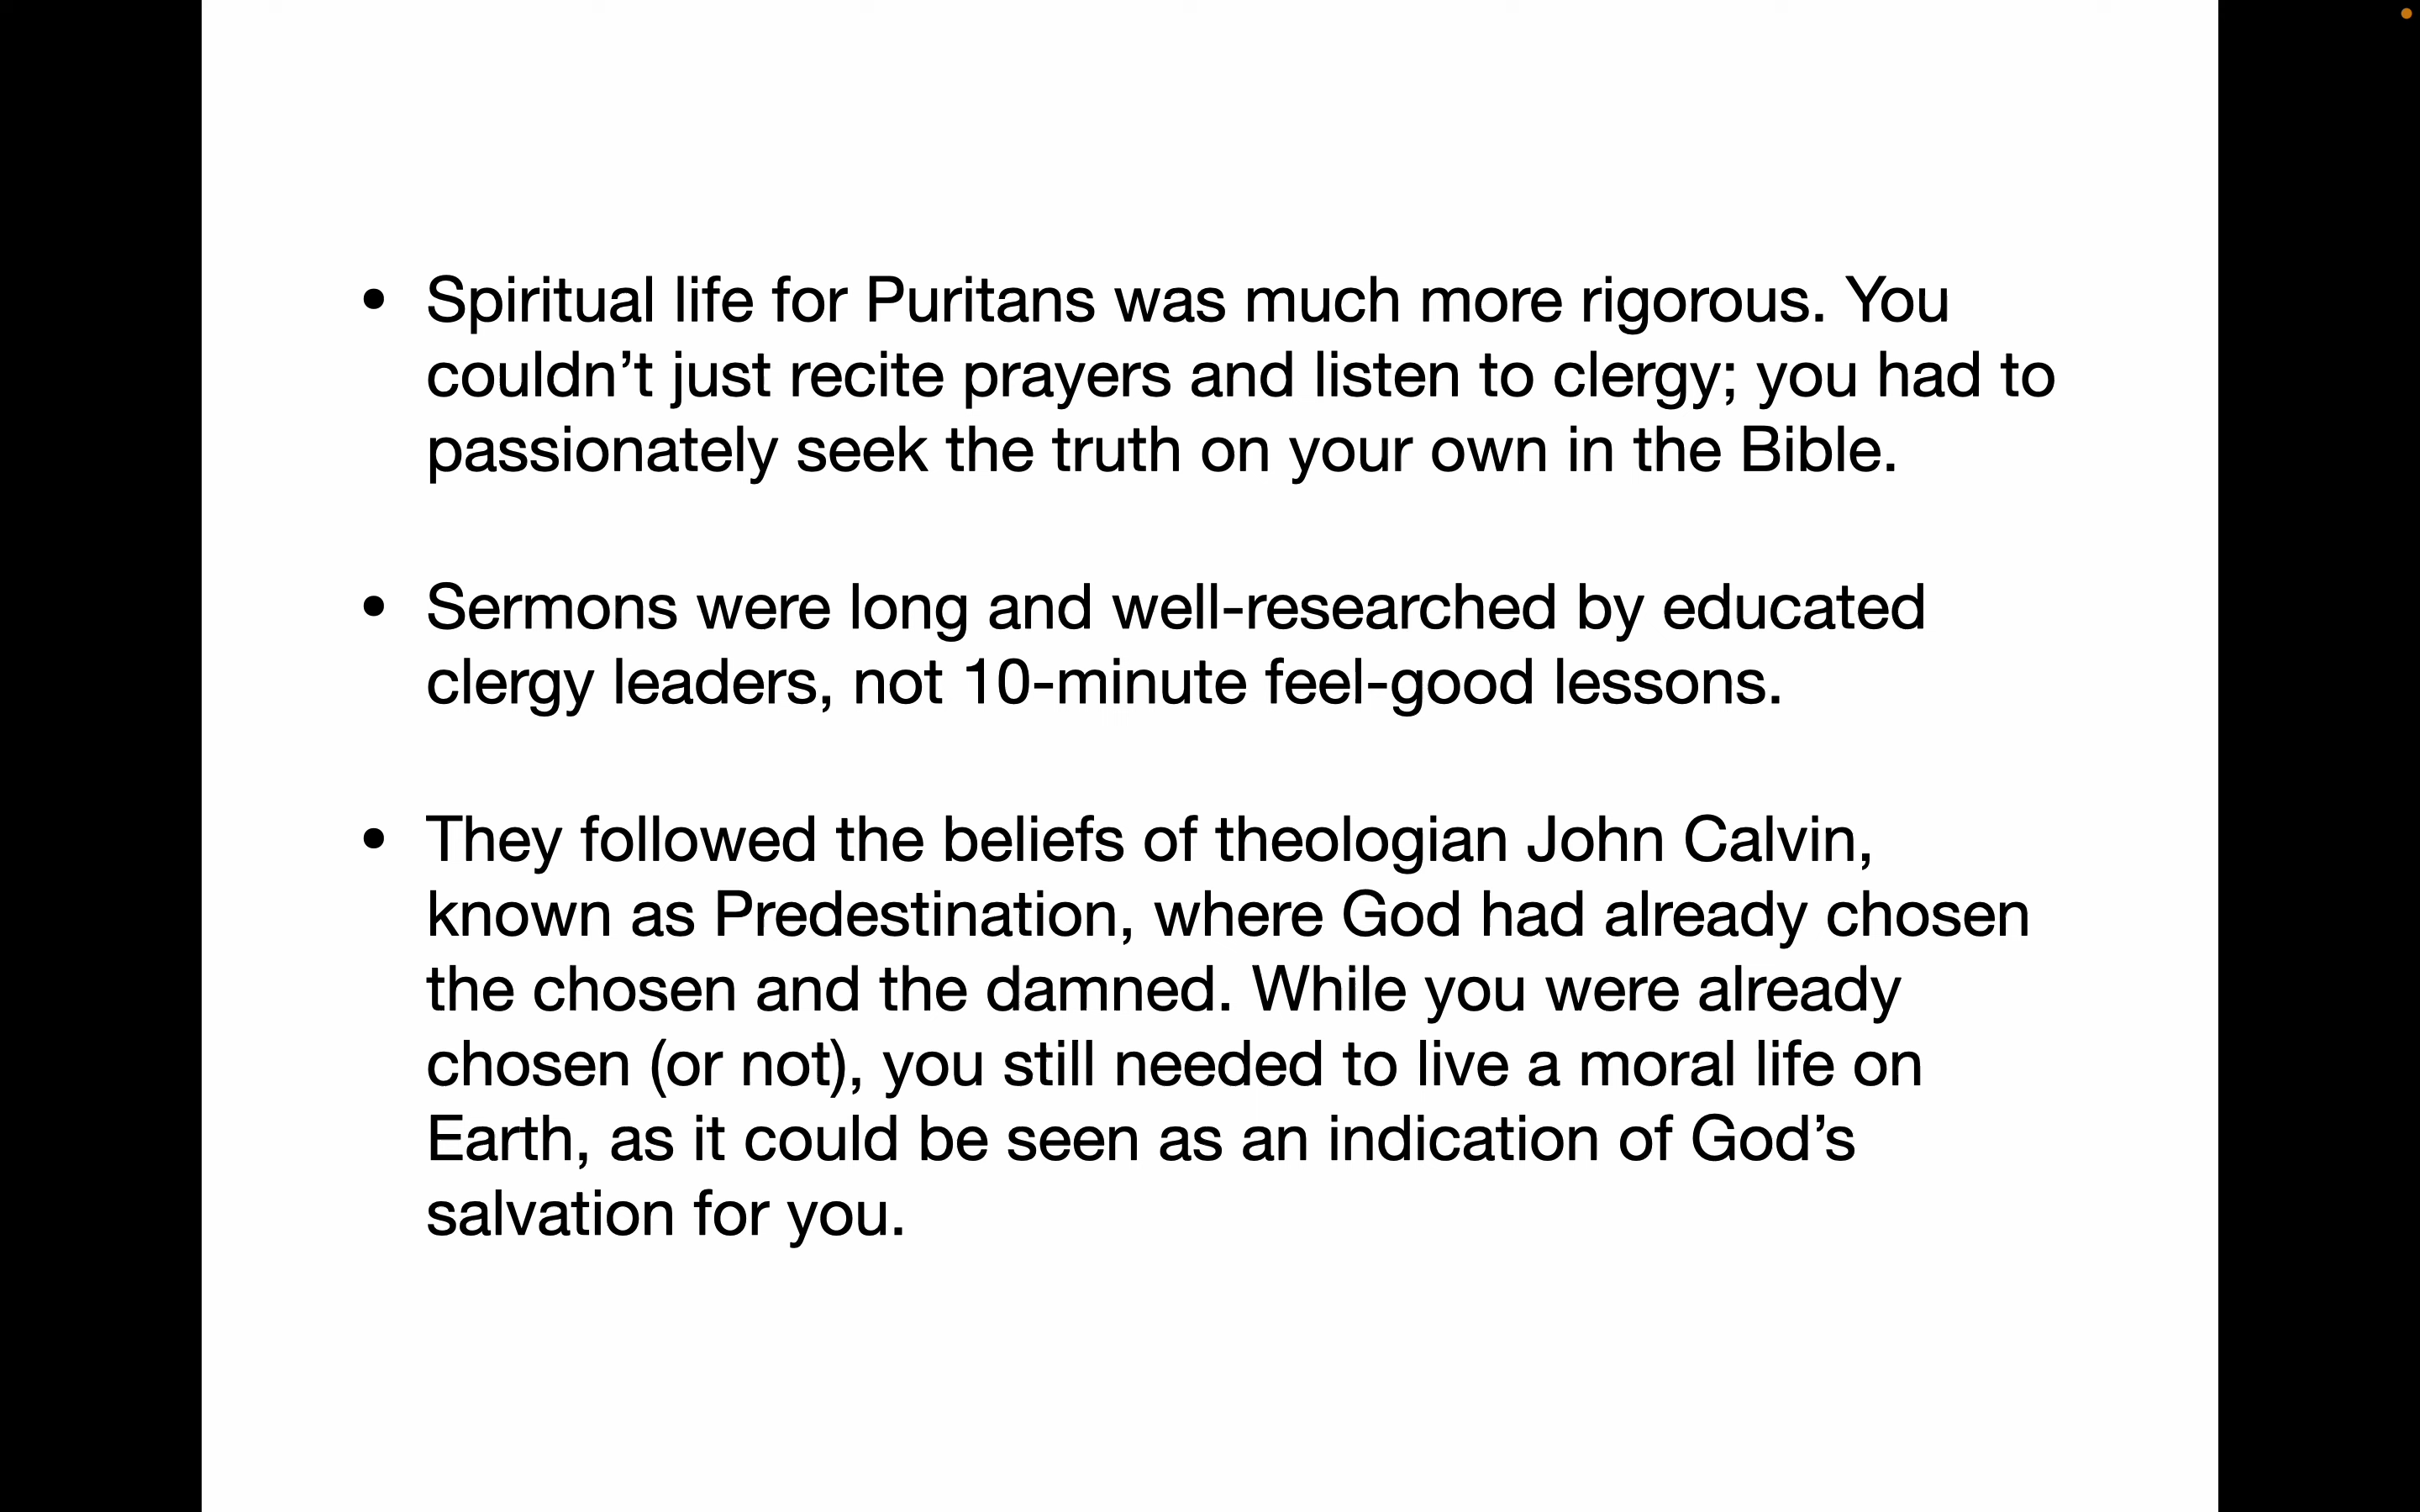 • Spiritual life for Puritans was much more rigorous. You
couldn’t just recite prayers and listen to clergy; you had to
passionately seek the truth on your own in the Bible.
• Sermons were long and well-researched by educated
clergy leaders, not 10-minute feel-good lessons.
• They followed the beliefs of theologian John Calvin,
known as Predestination, where God had already chosen
the chosen and the damned. While you were already
chosen (or not), you still needed to live a moral life on
Earth, as it could be seen as an indication of God’s
salvation for you.